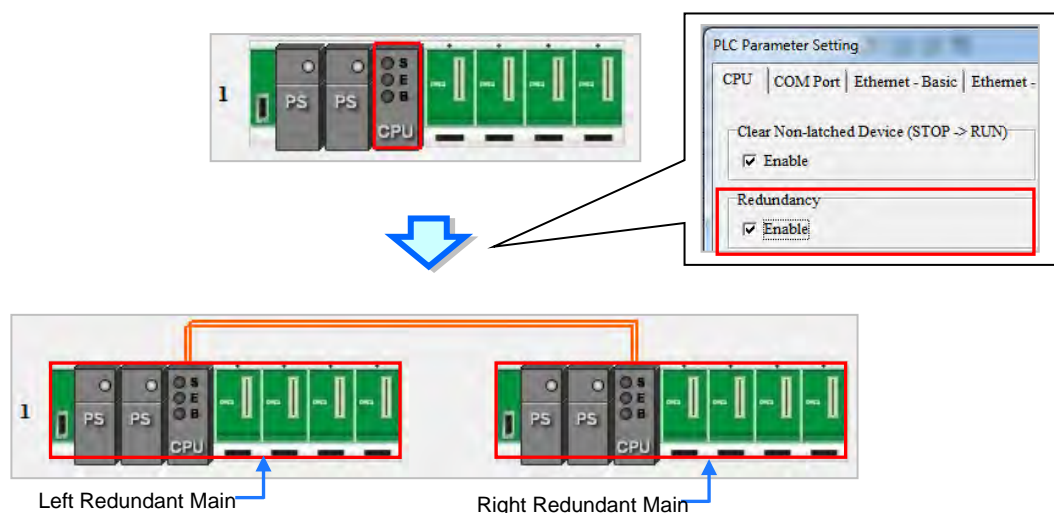 PLC Parameter Setting
CPU
COM Port
Ethernet - Basic
Ethernet -
Clear Non-latched Device (STOP -> RUN)
Enable
Redundancy
Enable
1
PS
PS
S
E
B
CPU
1
PS
PS
S
E
B
CPU
PS
PS
S
E
B
CPU
Left Redundant Main
Right Redundant Main